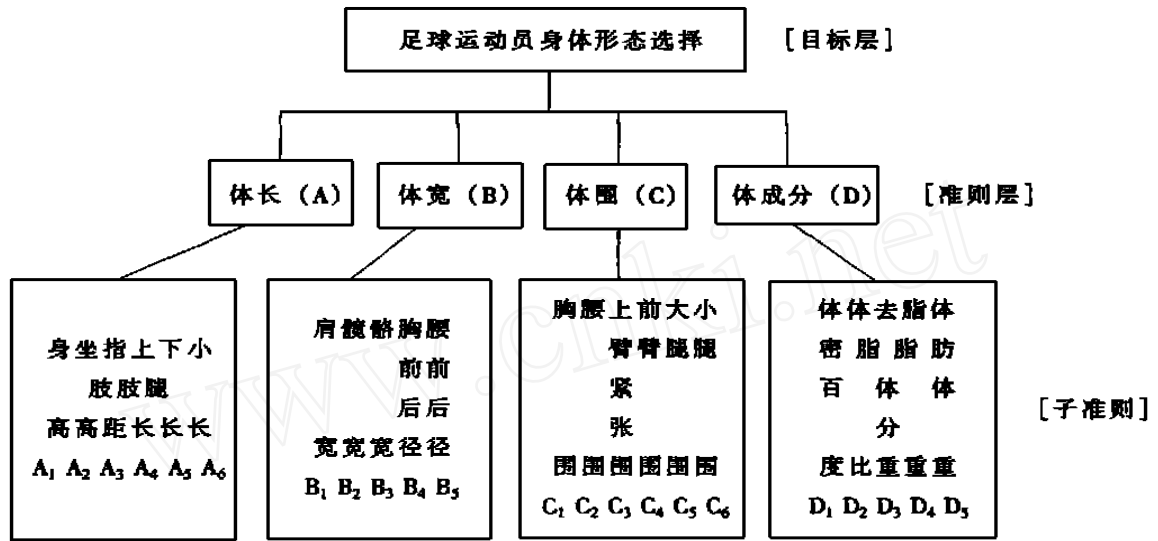 足球运动员身体形态选择 [目标层]
体长 (A) 体宽 (B) 体围 (C) 体成分 (D) [准则层]
身坐指上下小
肢肢腿
高高距长长长
A₁ A₂ A₃ A₄ A₅ A₆
肩髋骼胸腰
前前
后后
宽宽宽径径
B₁ B₂ B₃ B₄ B₅
胸腰上前大小
臂臂腿腿
紧
张
围围围围围围
C₁ C₂ C₃ C₄ C₅ C₆
体体去脂体
密脂脂肪
百体体
分
度比重重重
D₁ D₂ D₃ D₄ D₅
[子准则]
www.cnki.net